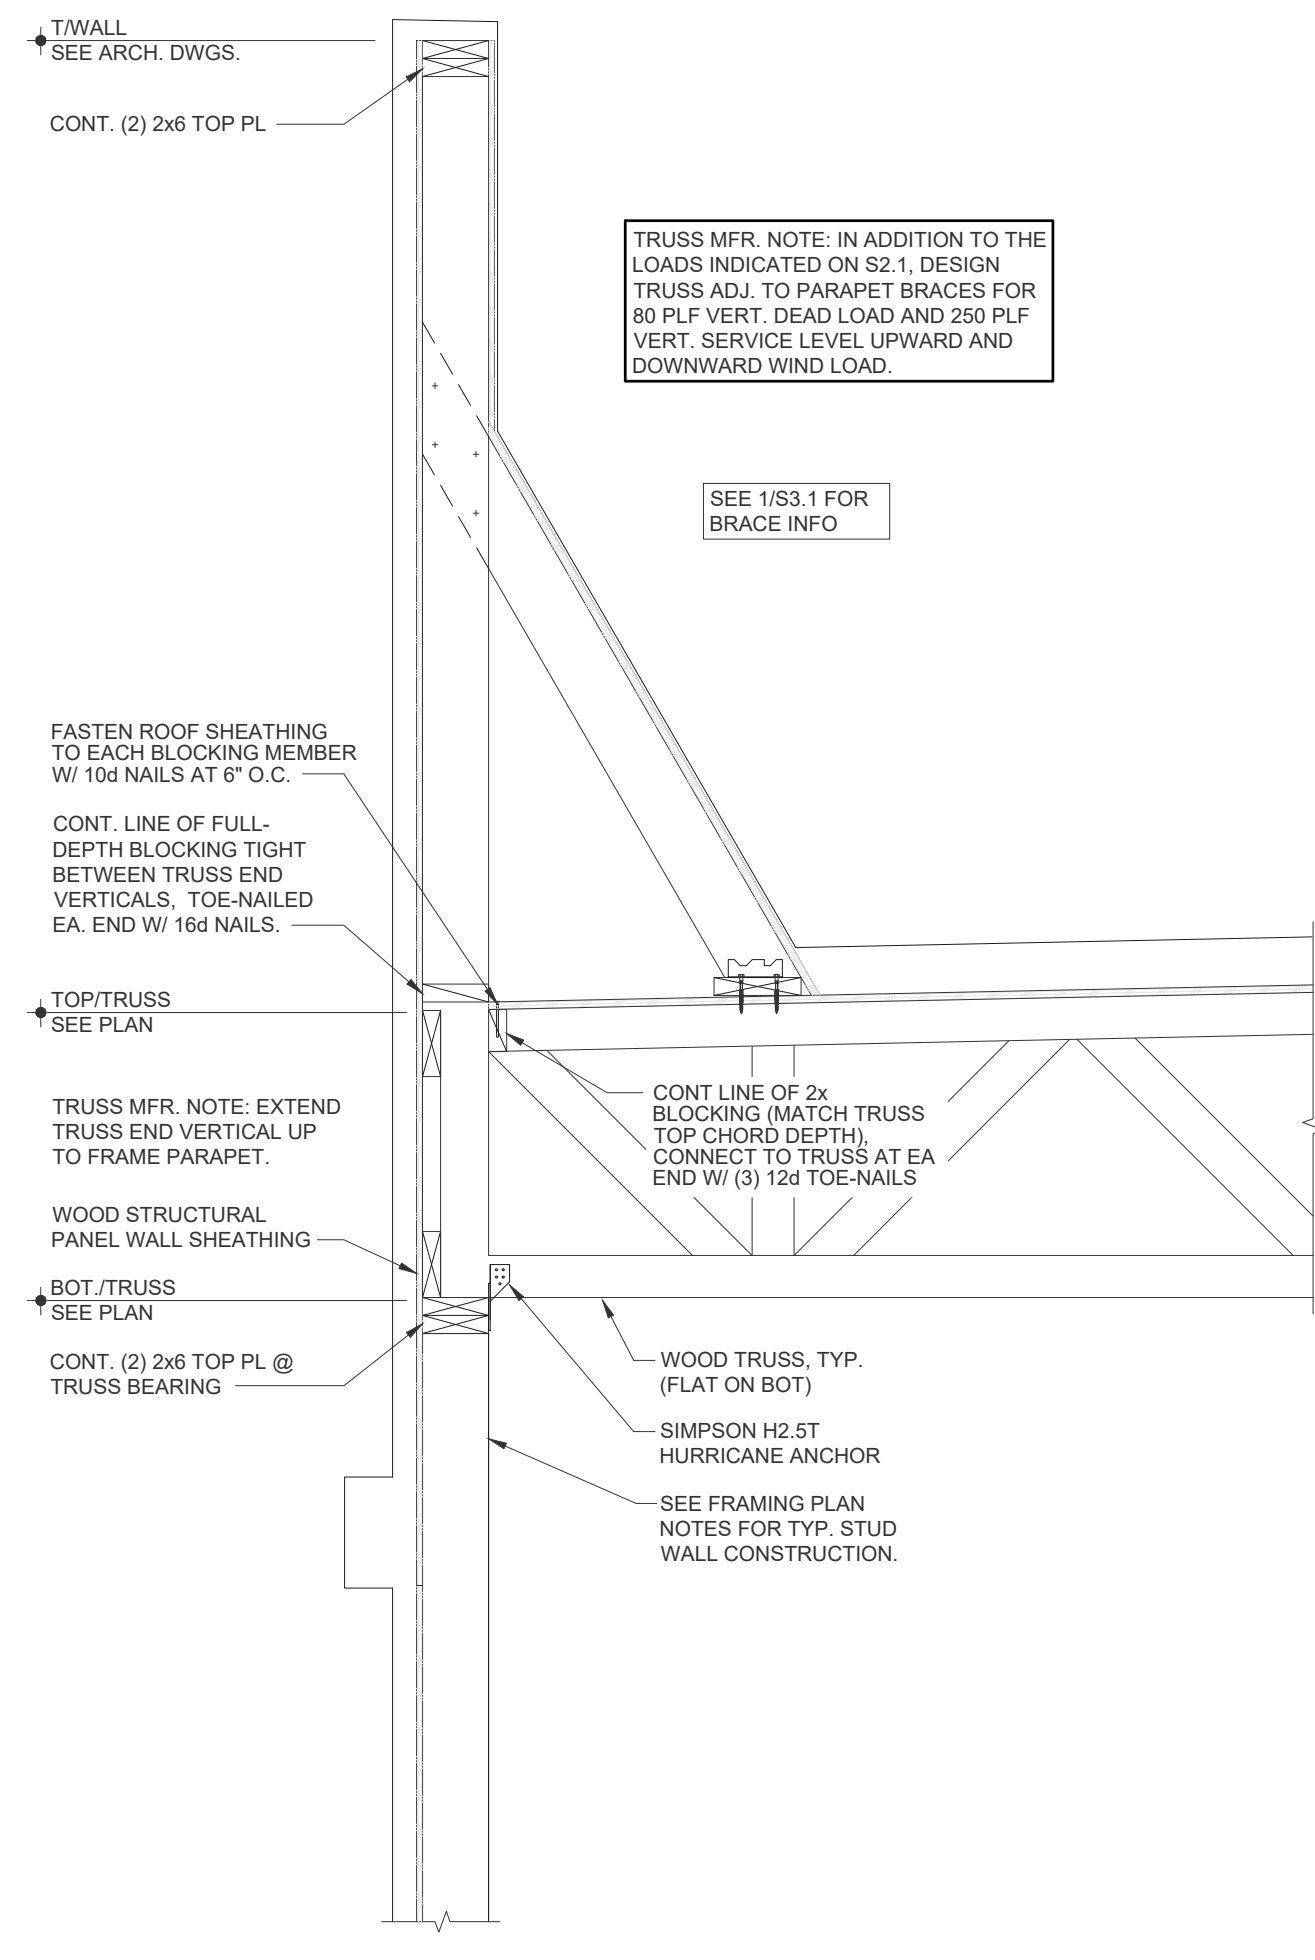 T/WALL
SEE ARCH. DWGS.
CONT. (2) 2x6 TOP PL
TRUSS MFR. NOTE: IN ADDITION TO THE
LOADS INDICATED ON S2.1, DESIGN
TRUSS ADJ. TO PARAPET BRACES FOR
80 PLF VERT. DEAD LOAD AND 250 PLF
VERT. SERVICE LEVEL UPWARD AND
DOWNWARD WIND LOAD.
SEE 1/S3.1 FOR
BRACE INFO
FASTEN ROOF SHEATHING
TO EACH BLOCKING MEMBER
W/ 10d NAILS AT 6" O.C.
CONT. LINE OF FULL-
DEPTH BLOCKING TIGHT
BETWEEN TRUSS END
VERTICALS, TOE-NAILED
EA. END W/ 16d NAILS.
TOP/TRUSS
SEE PLAN
TRUSS MFR. NOTE: EXTEND
TRUSS END VERTICAL UP
TO FRAME PARAPET.
CONT LINE OF 2x
BLOCKING (MATCH TRUSS
TOP CHORD DEPTH),
CONNECT TO TRUSS AT EA
END W/ (3) 12d TOE-NAILS
WOOD STRUCTURAL
PANEL WALL SHEATHING
BOT./TRUSS
SEE PLAN
CONT. (2) 2x6 TOP PL @
TRUSS BEARING
WOOD TRUSS, TYP.
(FLAT ON BOT)
SIMPSON H2.5T
HURRICANE ANCHOR
SEE FRAMING PLAN
NOTES FOR TYP. STUD
WALL CONSTRUCTION.